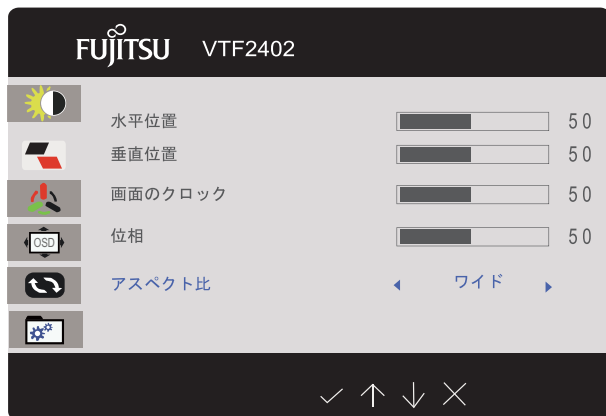 FUJITSU VTF2402
水平位置 50
垂直位置 50
画面のクロック 50
位相 50
OSD
アスペクト比 ワイド